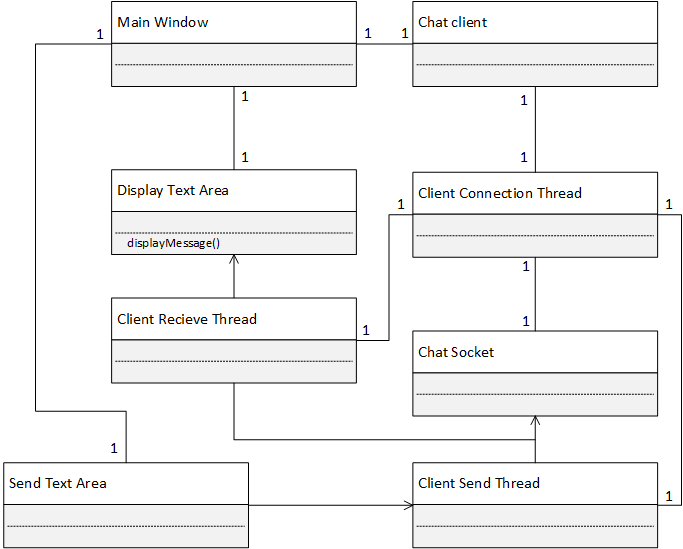 Main Window
Chat client
1
1
1
1
1
1
1
Display Text Area
Client Connection Thread
1
1
displayMessage()
1
Client Recieve Thread
1
1
Chat Socket
1
Send Text Area
Client Send Thread
1